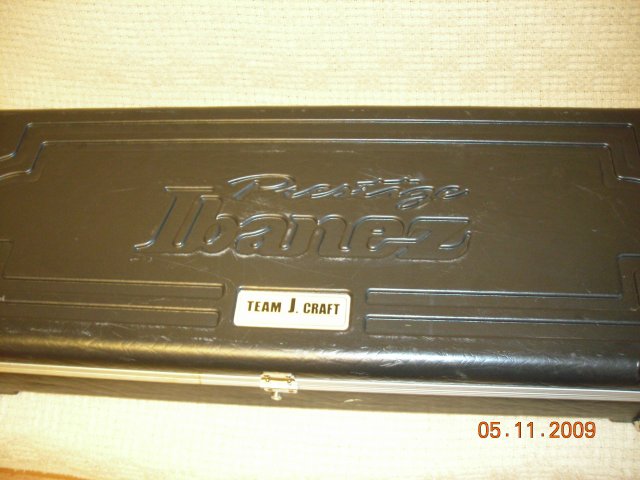 Prestige
Ibanez
TEAM J. CRAFT
05.11.2009